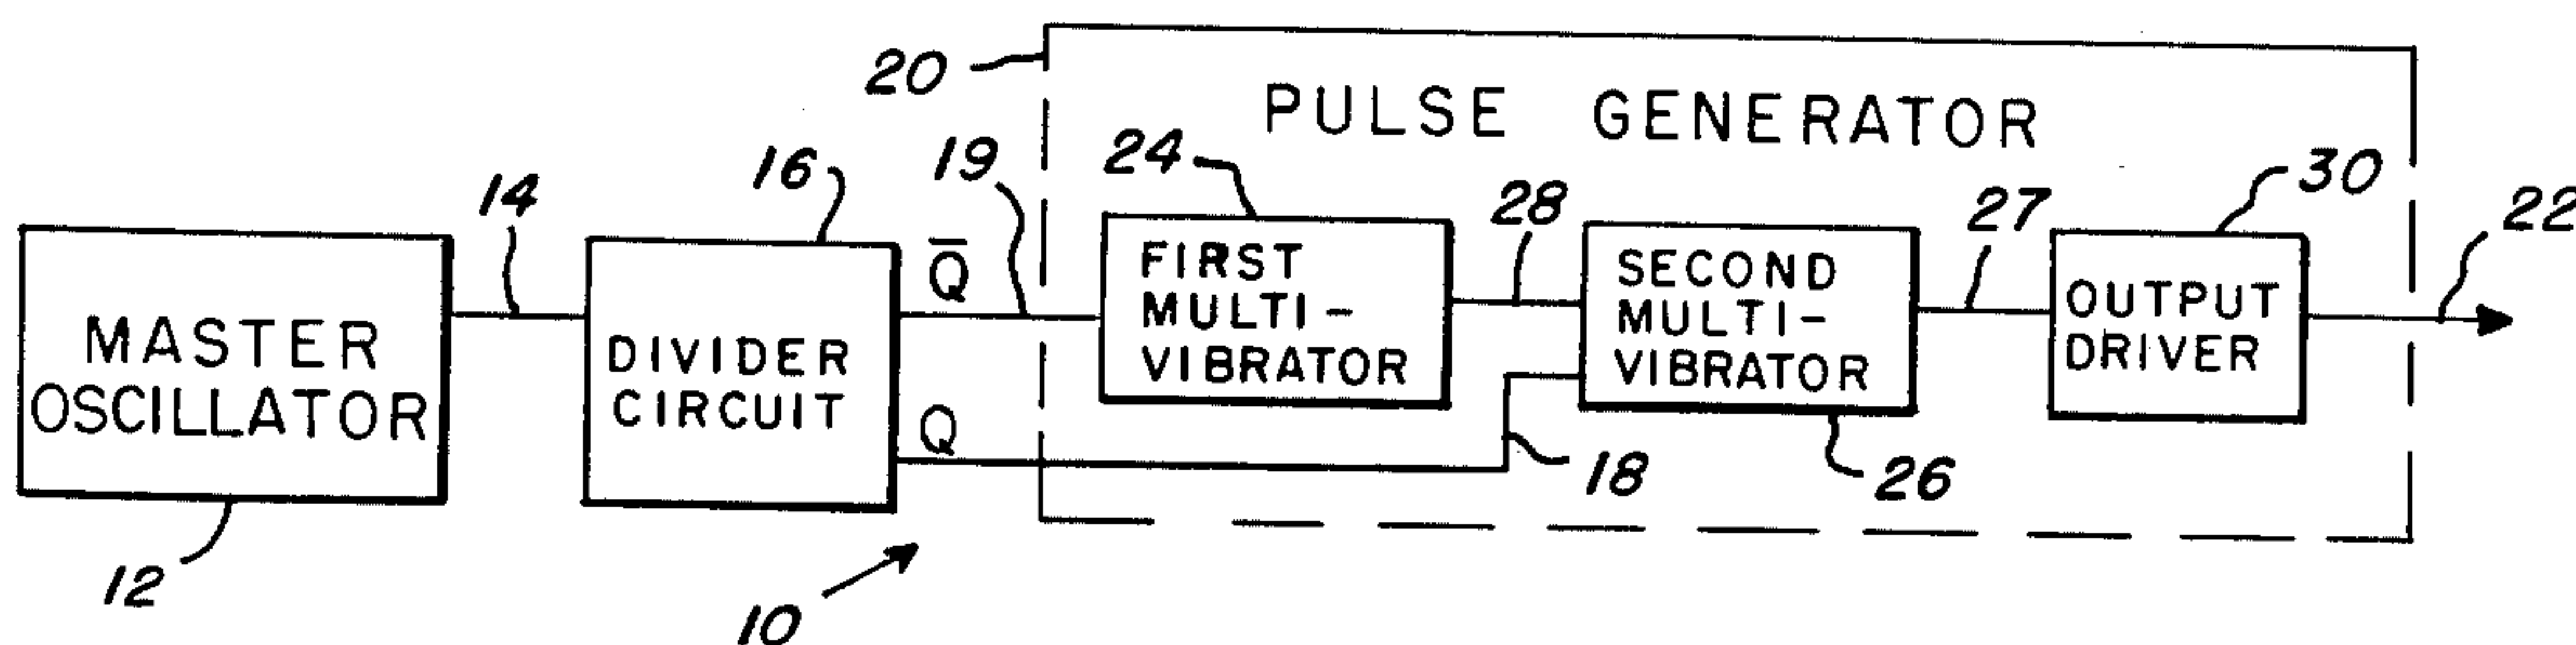 20
PULSE GENERATOR
14
16
19
24
28
27
30
22
Q̅
Q
MASTER
OSCILLATOR
DIVIDER
CIRCUIT
FIRST
MULTI-
VIBRATOR
SECOND
MULTI-
VIBRATOR
OUTPUT
DRIVER
18
26
12
10